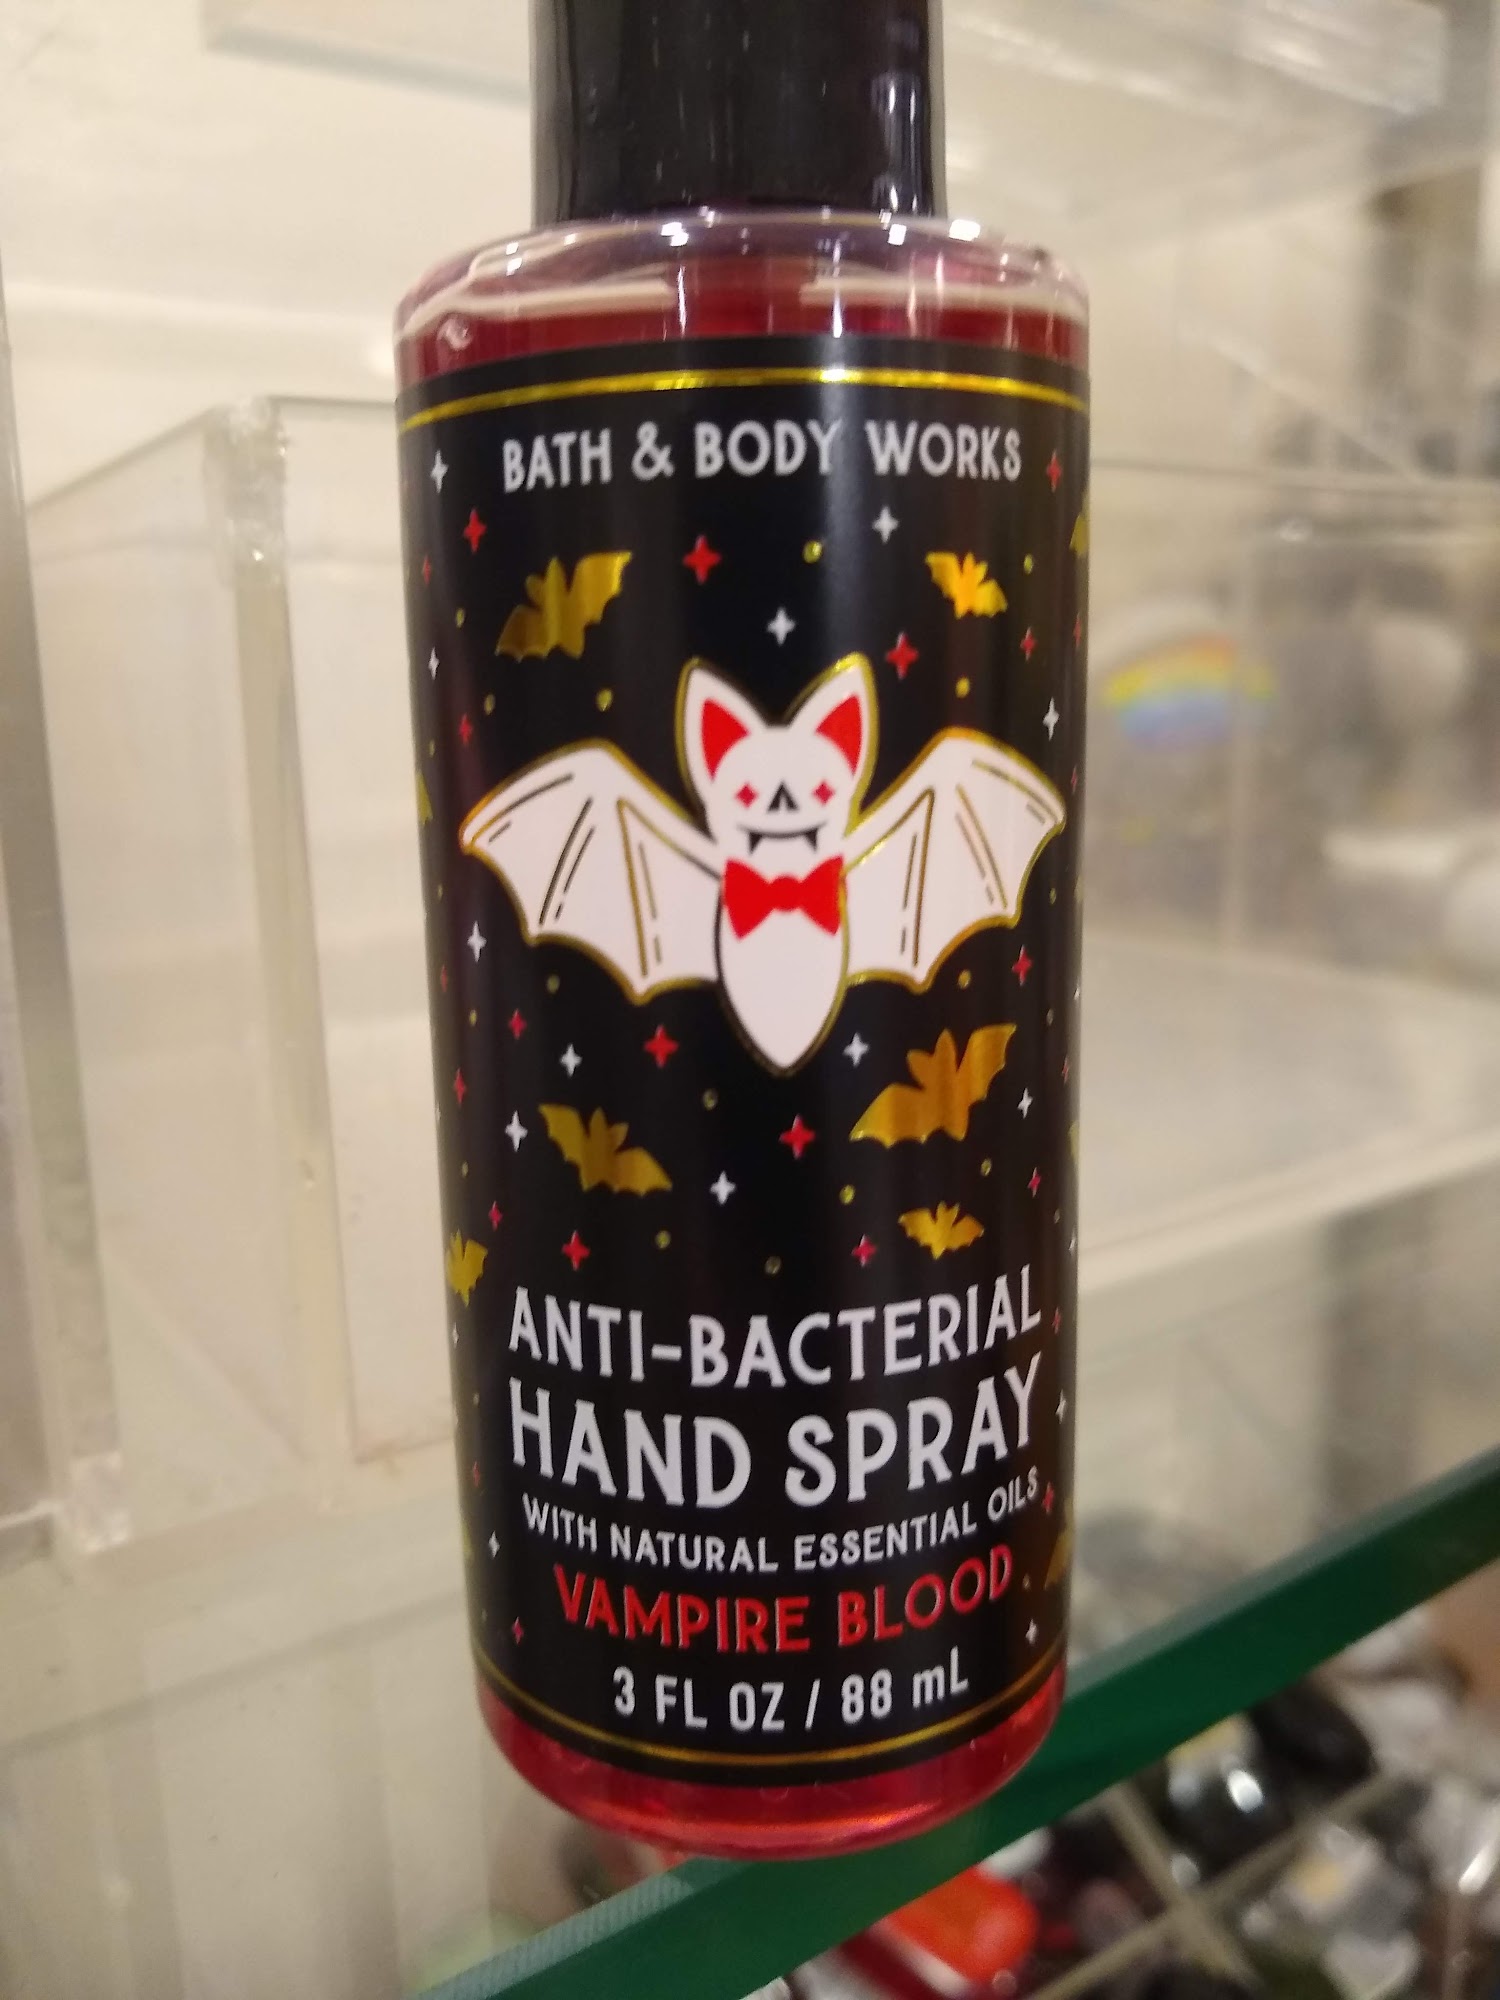 BATH & BODY WORKS
ANTI-BACTERIAL
HAND SPRAY
WITH NATURAL ESSENTIAL OILS
VAMPIRE BLOOD
3 FL OZ / 88 mL